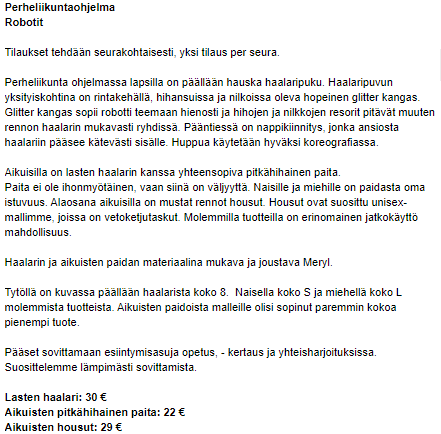 Perheliikuntaohjelma
Robotit
Tilaukset tehdään seurakohtaisesti, yksi tilaus per seura.
Perheliikunta ohjelmassa lapsilla on päällään hauska haalaripuku. Haalaripuvun
yksityiskohtina on rintakehällä, hihansuissa ja nilkoissa oleva hopeinen glitter kangas.
Glitter kangas sopii robotti teemaan hienosti ja hihojen ja nilkkojen resorit pitävät muuten
rennon haalarin mukavasti ryhdissä. Pääntiessä on nappikiinnitys, jonka ansiosta
haalariin pääsee kätevästi sisälle. Huppua käytetään hyväksi koreografiassa.
Aikuisilla on lasten haalarin kanssa yhteensopiva pitkähihainen paita.
Paita ei ole ihonmyötäinen, vaan siinä on väljyyttä. Naisille ja miehille on paidasta oma
istuvuus. Alaosana aikuisilla on mustat rennot housut. Housut ovat suosittu unisex-
mallimme, joissa on vetoketjutaskut. Molemmilla tuotteilla on erinomainen jatkokäyttö
mahdollisuus.
Haalarin ja aikuisten paidan materiaalina mukava ja joustava Meryl.
Tytöllä on kuvassa päällään haalarista koko 8. Naisella koko S ja miehellä koko L
molemmista tuotteista. Aikuisten paidoista malleille olisi sopinut paremmin kokoa
pienempi tuote.
Pääset sovittamaan esiintymisasuja opetus, - kertaus ja yhteisharjoituksissa.
Suosittelemme lämpimästi sovittamista.
Lasten haalari: 30 €
Aikuisten pitkähihainen paita: 22 €
Aikuisten housut: 29 €